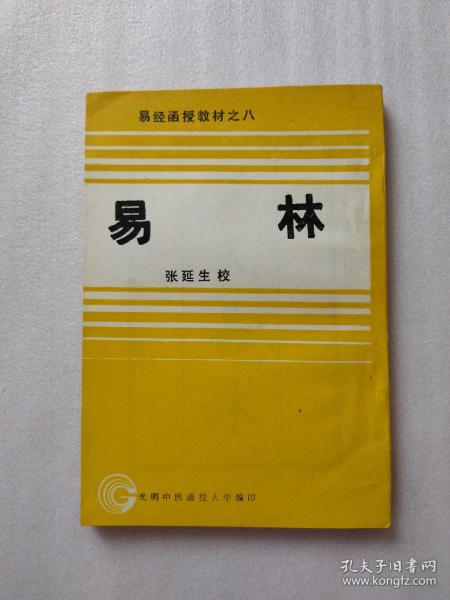 易经函授教材之八
易林
张延生校
光明中医函授大学编印
孔夫子旧书网
www.kongfz.com